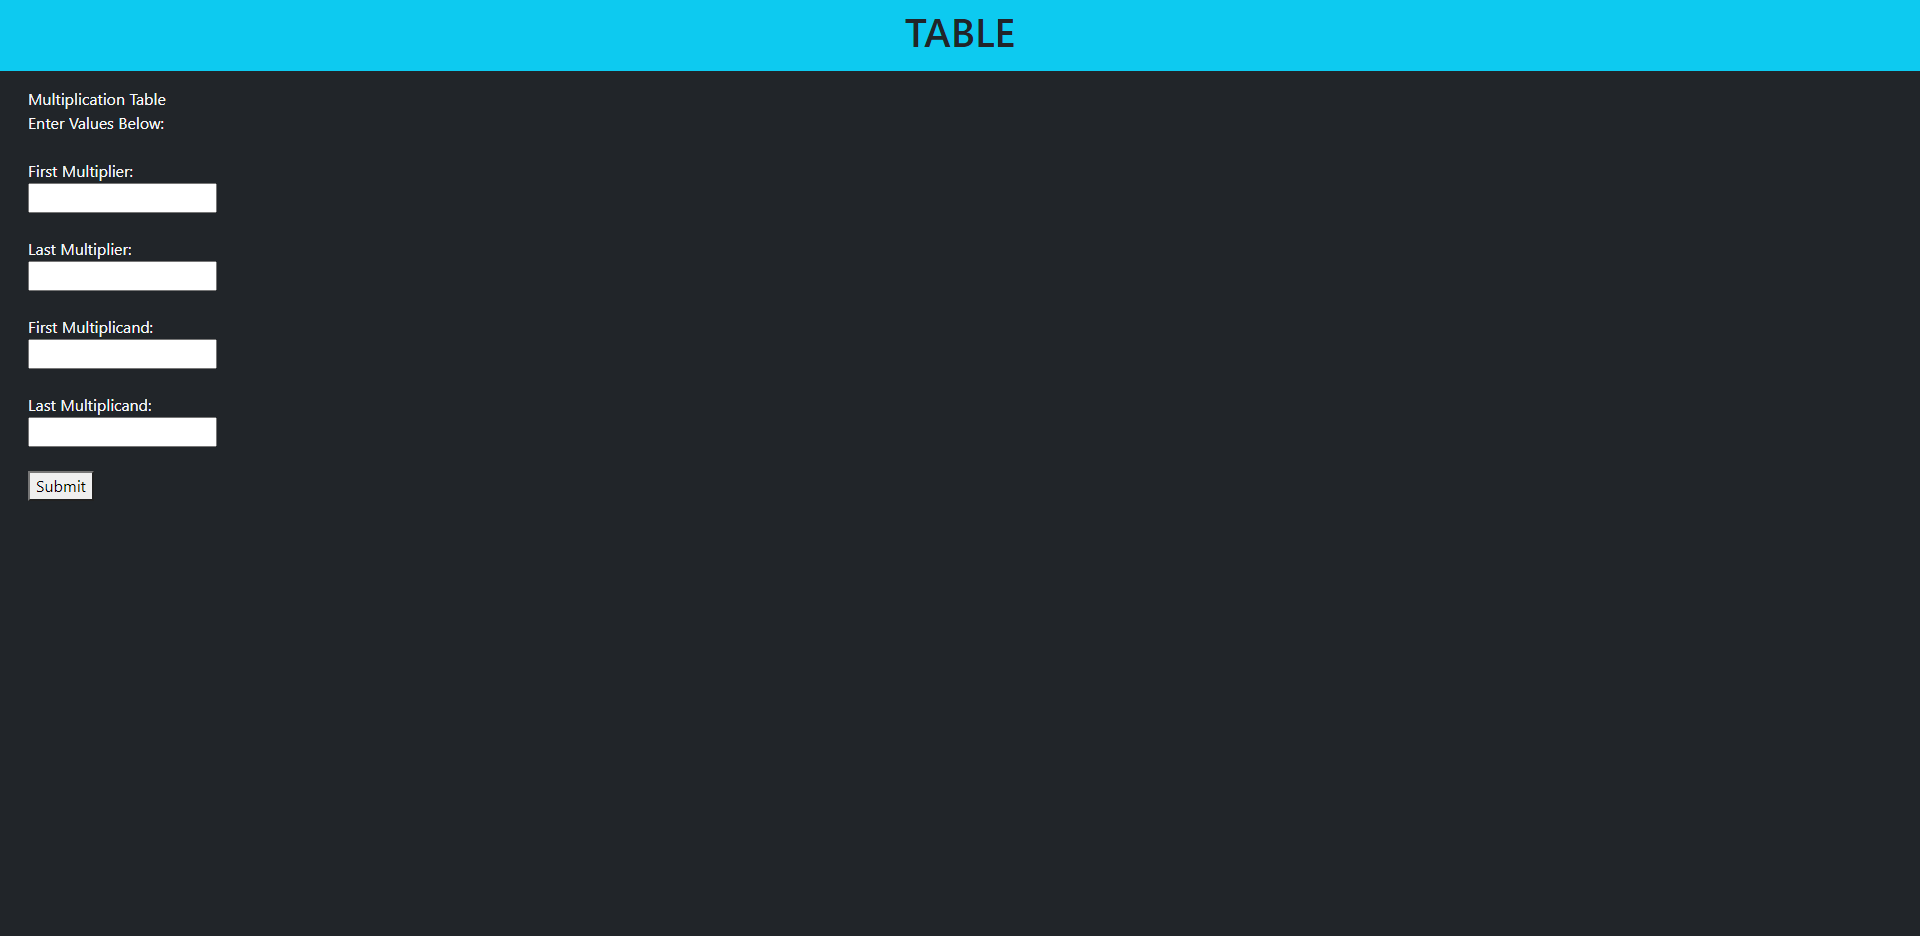 TABLE
Multiplication Table
Enter Values Below:
First Multiplier:
Last Multiplier:
First Multiplicand:
Last Multiplicand:
Submit